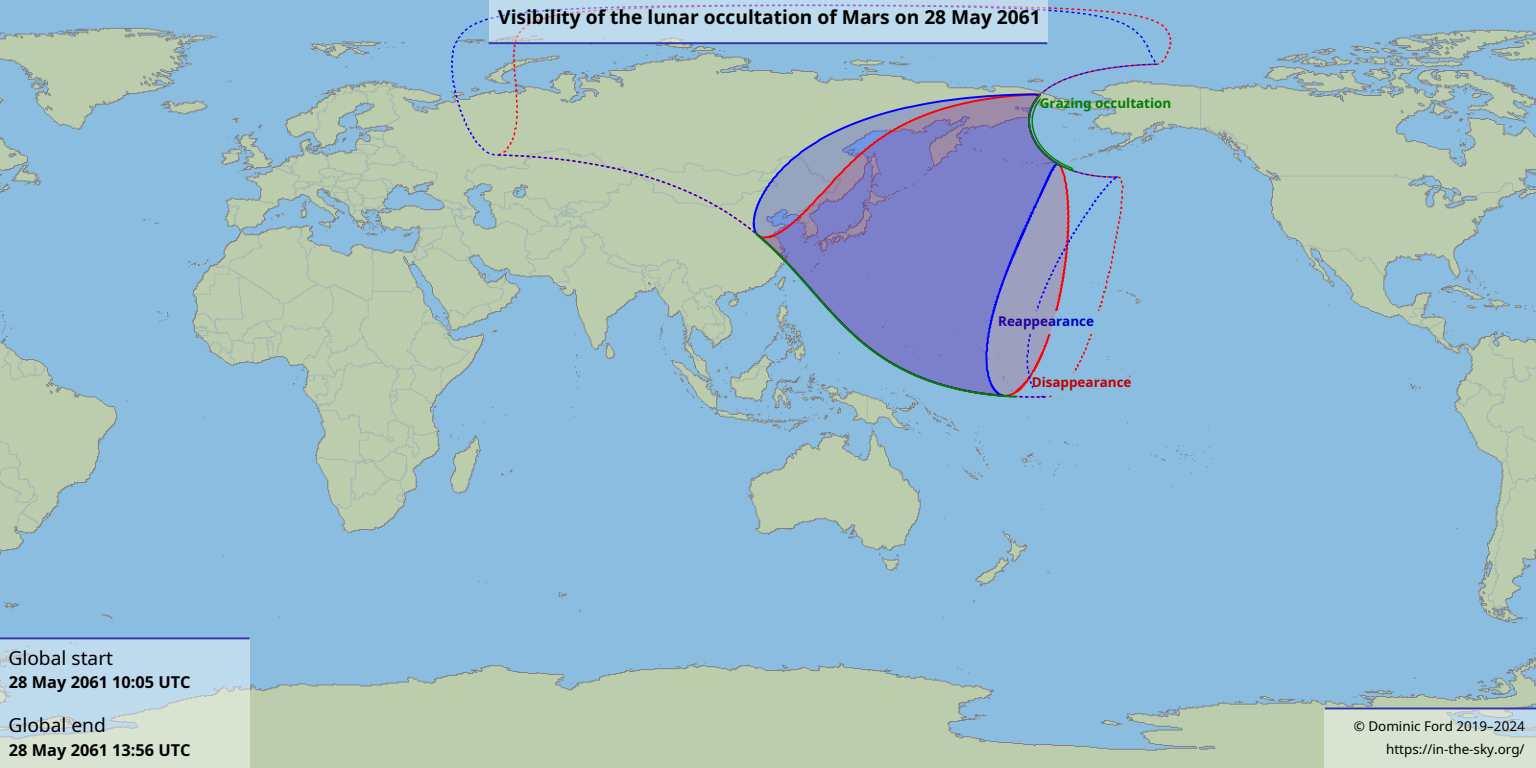 Visibility of the lunar occultation of Mars on 28 May 2061
Grazing occultation
Reappearance
Disappearance
Global start
28 May 2061 10:05 UTC
Global end
28 May 2061 13:56 UTC
© Dominic Ford 2019–2024
https://in-the-sky.org/